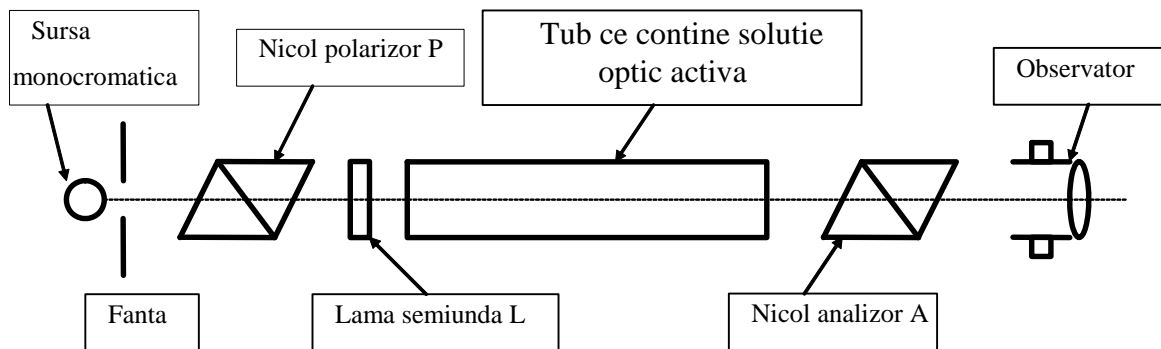 Sursa
monocromatica
Nicol polarizor P
Tub ce contine solutie
optic activa
Observator
Fanta
Lama semiunda L
Nicol analizor A